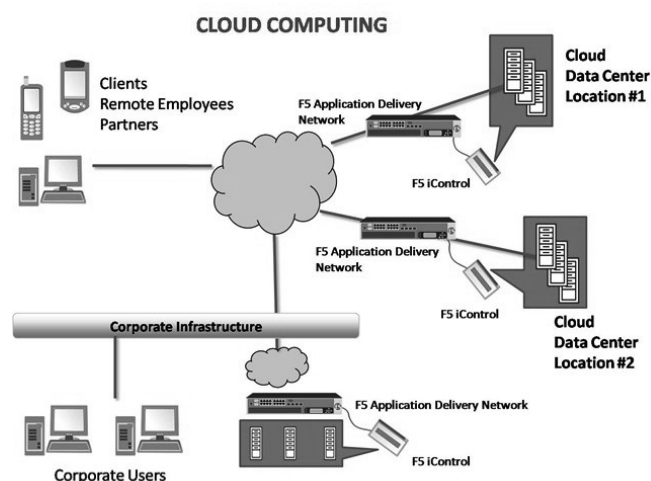 CLOUD COMPUTING
Clients
Remote Employees
Partners
F5 Application Delivery
Network
F5 iControl
Cloud
Data Center
Location #1
F5 Application Delivery
Network
F5 iControl
Cloud
Data Center
Location #2
Corporate Infrastructure
F5 Application Delivery Network
F5 iControl
Corporate Users